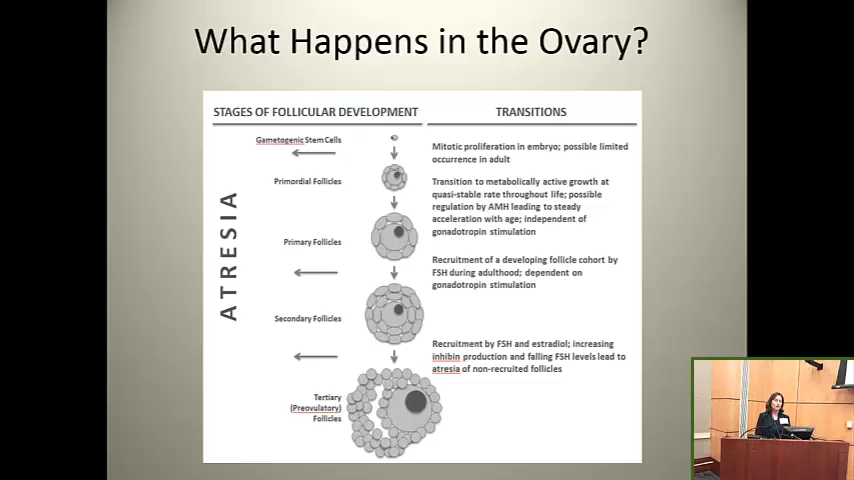 What Happens in the Ovary?
STAGES OF FOLLICULAR DEVELOPMENT
TRANSITIONS
ATRESIA
Gametogenic Stem Cells
Primordial Follicles
Primary Follicles
Secondary Follicles
Tertiary
(Preovulatory)
Follicles
Mitotic proliferation in embryo; possible limited
occurrence in adult
Transition to metabolically active growth at
quasi-stable rate throughout life; possible
regulation by AMH leading to steady
acceleration with age; independent of
gonadotropin stimulation
Recruitment of a developing follicle cohort by
FSH during adulthood; dependent on
gonadotropin stimulation
Recruitment by FSH and estradiol; increasing
inhibin production and falling FSH levels lead to
atresia of non-recruited follicles